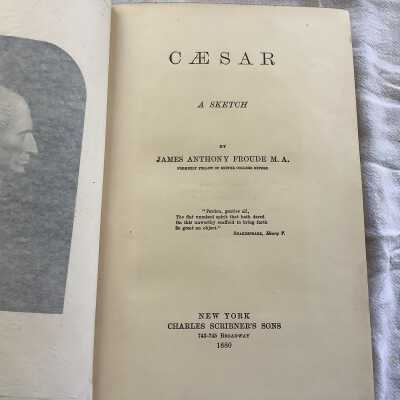 CÆSAR
A SKETCH
BY
JAMES ANTHONY FROUDE M.A.
FORMERLY FELLOW OF EXETER COLLEGE OXFORD
"Pardon, gentles all,
The flat unraised spirit that hath dared
On this unworthy scaffold to bring forth
So great an object."
SHAKESPEARE, Henry V.
NEW YORK
CHARLES SCRIBNER'S SONS
743-745 BROADWAY
1880